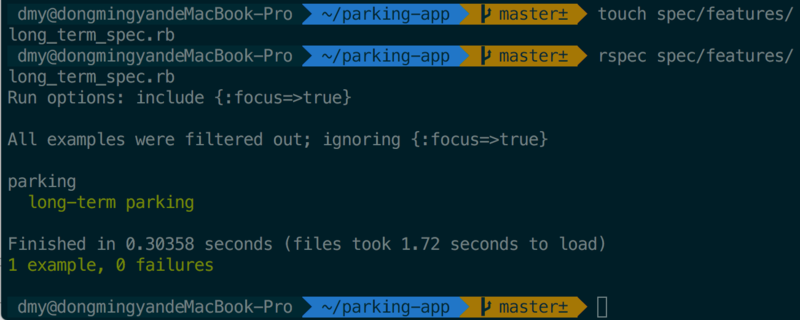 dmy@dongmingyandeMacBook-Pro ~/parking-app master± touch spec/features/
long_term_spec.rb
dmy@dongmingyandeMacBook-Pro ~/parking-app master± rspec spec/features/
long_term_spec.rb
Run options: include {:focus=>true}
All examples were filtered out; ignoring {:focus=>true}
parking
long-term parking
Finished in 0.30358 seconds (files took 1.72 seconds to load)
1 example, 0 failures
dmy@dongmingyandeMacBook-Pro ~/parking-app master±